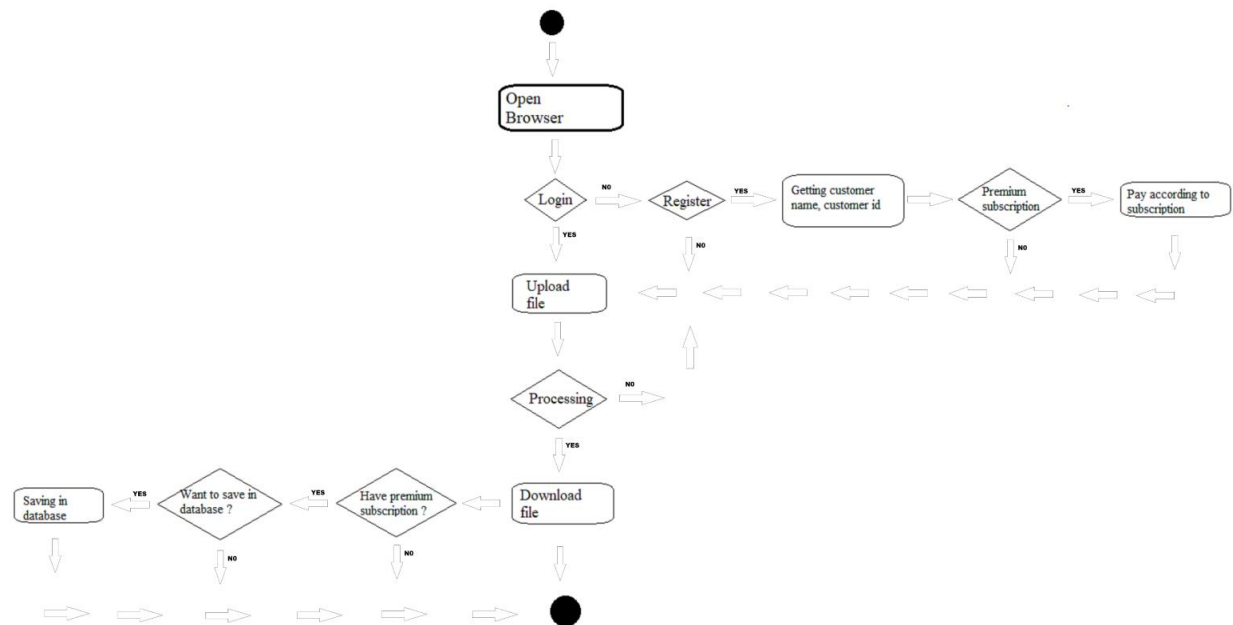 Open
Browser
Login
NO
Register
YES
Getting customer
name, customer id
Premium
subscription
YES
Pay according to
subscription
YES
NO
NO
Upload
file
Processing
NO
YES
Download
file
Have premium
subscription ?
YES
Want to save in
database ?
YES
Saving in
database
NO
NO